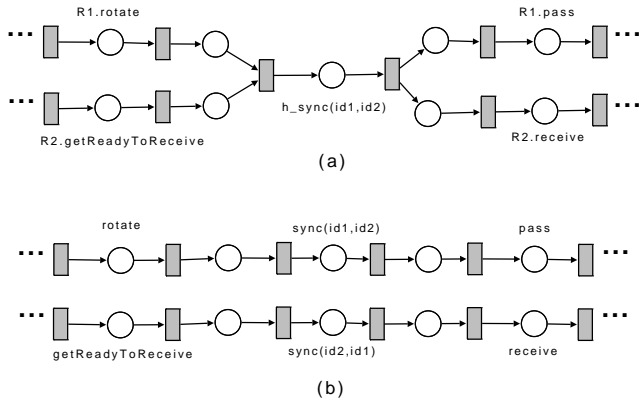 R1.rotate
R1.pass
... ...
h_sync(id1,id2)
... ...
R2.getReadyToReceive
R2.receive
(a)
rotate
sync(id1,id2)
pass
... ...
... ...
getReadyToReceive
sync(id2,id1)
receive
(b)